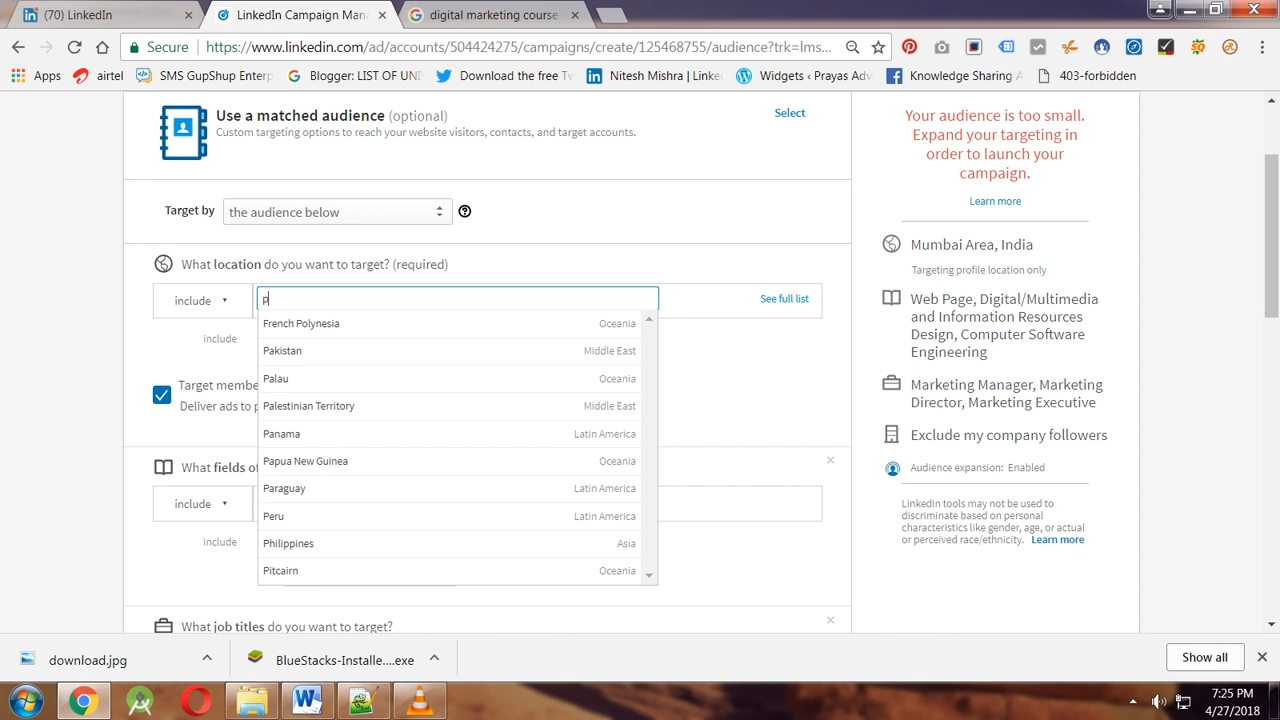 (70) LinkedIn
LinkedIn Campaign Man
digital marketing course
Secure
https://www.linkedin.com/ad/accounts/504424275/campaigns/create/125468755/audience?trk=lms...
Apps
airtel
SMS GupShup Enterp
Blogger: LIST OF UNI
Download the free Tw
Nitesh Mishra | Linke
Widgets ‹ Prayas Adv
Knowledge Sharing A
403-forbidden
Use a matched audience (optional)
Custom targeting options to reach your website visitors, contacts, and target accounts.
Select
Target by
the audience below
What location do you want to target? (required)
include
p
See full list
include
French Polynesia Oceania
Pakistan Middle East
Palau Oceania
Palestinian Territory Middle East
Panama Latin America
Papua New Guinea Oceania
Paraguay Latin America
Peru Latin America
Philippines Asia
Pitcairn Oceania
Target membe
Deliver ads to p
What fields of
include
include
What job titles do you want to target?
Your audience is too small.
Expand your targeting in
order to launch your
campaign.
Learn more
Mumbai Area, India
Targeting profile location only
Web Page, Digital/Multimedia
and Information Resources
Design, Computer Software
Engineering
Marketing Manager, Marketing
Director, Marketing Executive
Exclude my company followers
Audience expansion: Enabled
LinkedIn tools may not be used to
discriminate based on personal
characteristics like gender, age, or actual
or perceived race/ethnicity. Learn more
download.jpg
BlueStacks-Installe....exe
Show all
7:25 PM
4/27/2018